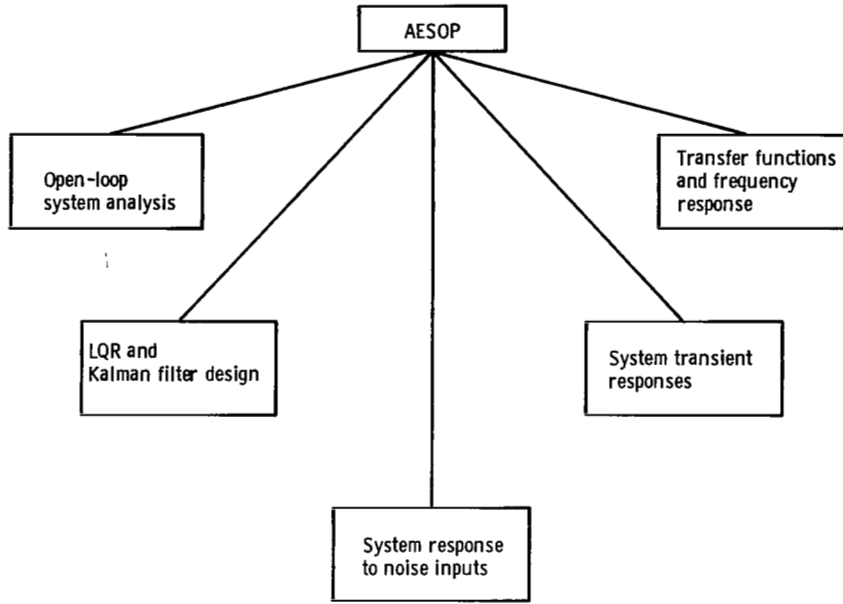 AESOP
Open-loop
system analysis
Transfer functions
and frequency
response
LQR and
Kalman filter design
System transient
responses
System response
to noise inputs